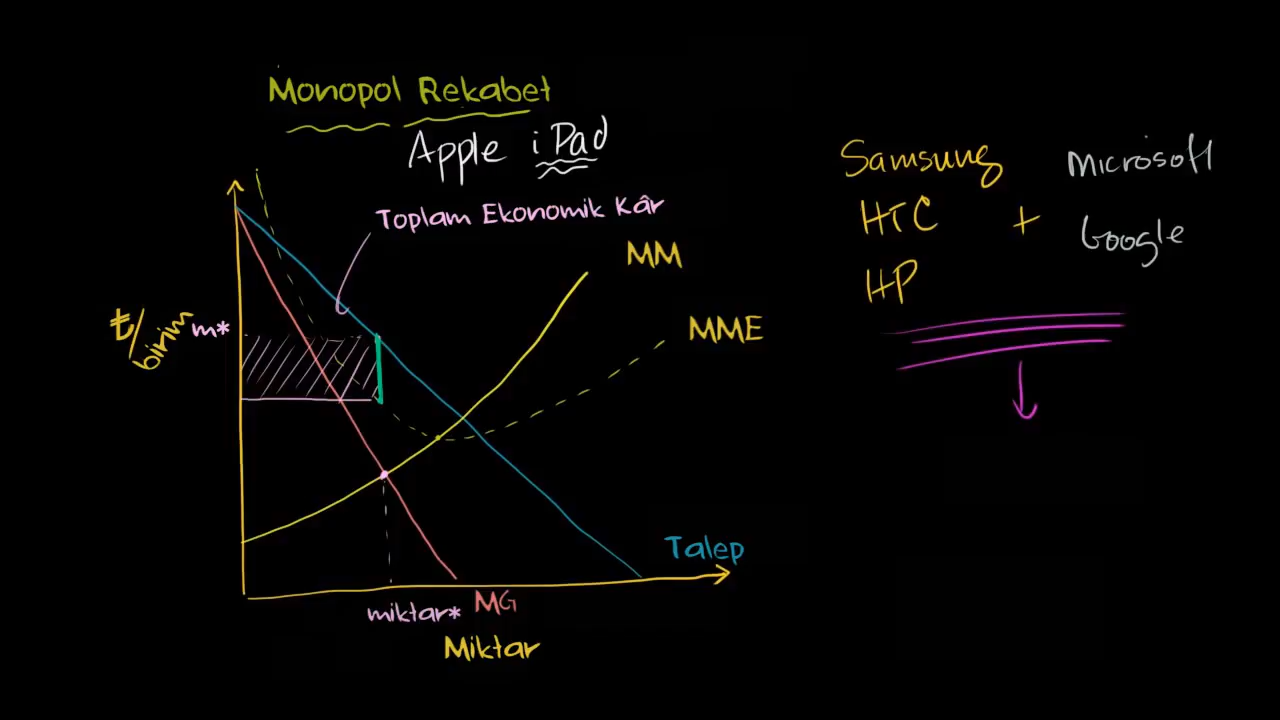 Monopol Rekabet
Apple iPad
Toplam Ekonomik Kâr
MM
MME
₺/birim
m*
Talep
miktar*
MG
Miktar
Samsung
HTC
HP
+
Microsoft
Google